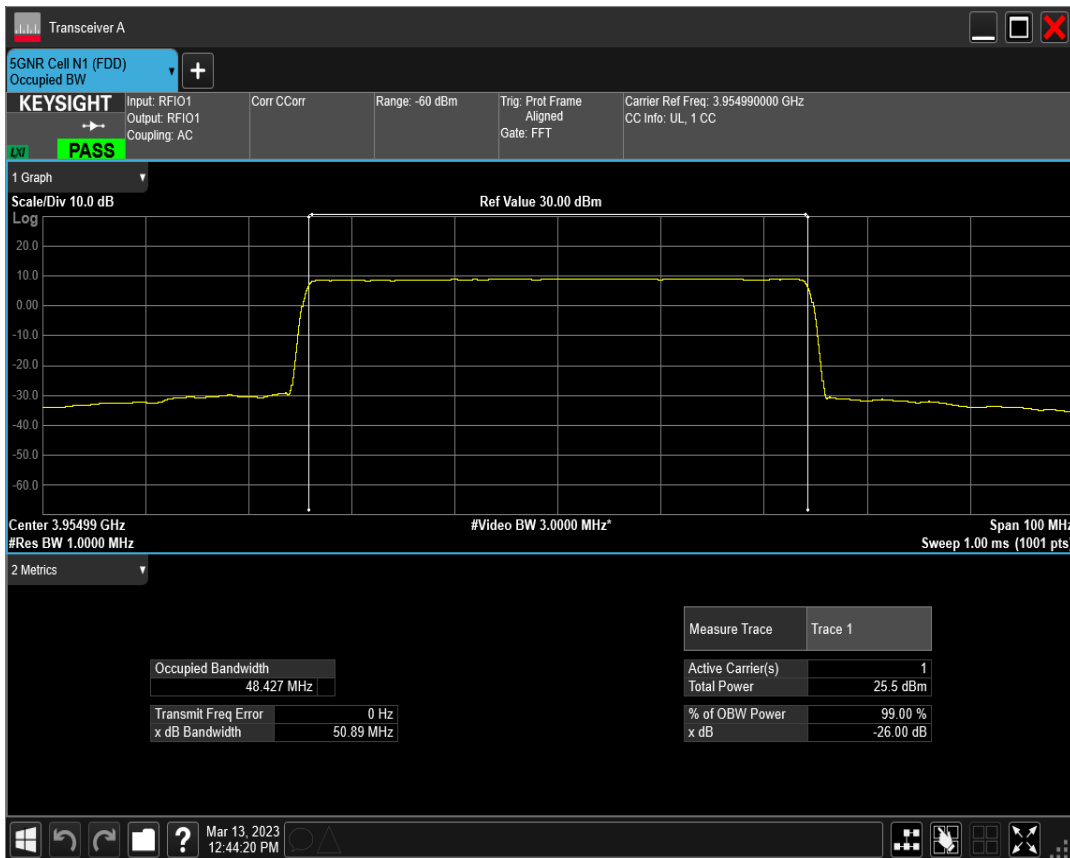 Transceiver A
5GNR Cell N1 (FDD)
Occupied BW
+
KEYSIGHT
LXI
PASS
Input: RFIO1
Output: RFIO1
Coupling: AC
Corr CCorr
Range: -60 dBm
Trig: Prot Frame
Aligned
Gate: FFT
Carrier Ref Freq: 3.954990000 GHz
CC Info: UL, 1 CC
1 Graph
Scale/Div 10.0 dB
Ref Value 30.00 dBm
Log
20.0
10.0
0.00
-10.0
-20.0
-30.0
-40.0
-50.0
-60.0
Center 3.95499 GHz
#Video BW 3.0000 MHz*
Span 100 MHz
#Res BW 1.0000 MHz
Sweep 1.00 ms (1001 pts)
2 Metrics
Measure Trace Trace 1
Occupied Bandwidth
48.427 MHz
Active Carrier(s) 1
Total Power 25.5 dBm
Transmit Freq Error 0 Hz
x dB Bandwidth 50.89 MHz
% of OBW Power 99.00 %
x dB -26.00 dB
?
Mar 13, 2023
12:44:20 PM